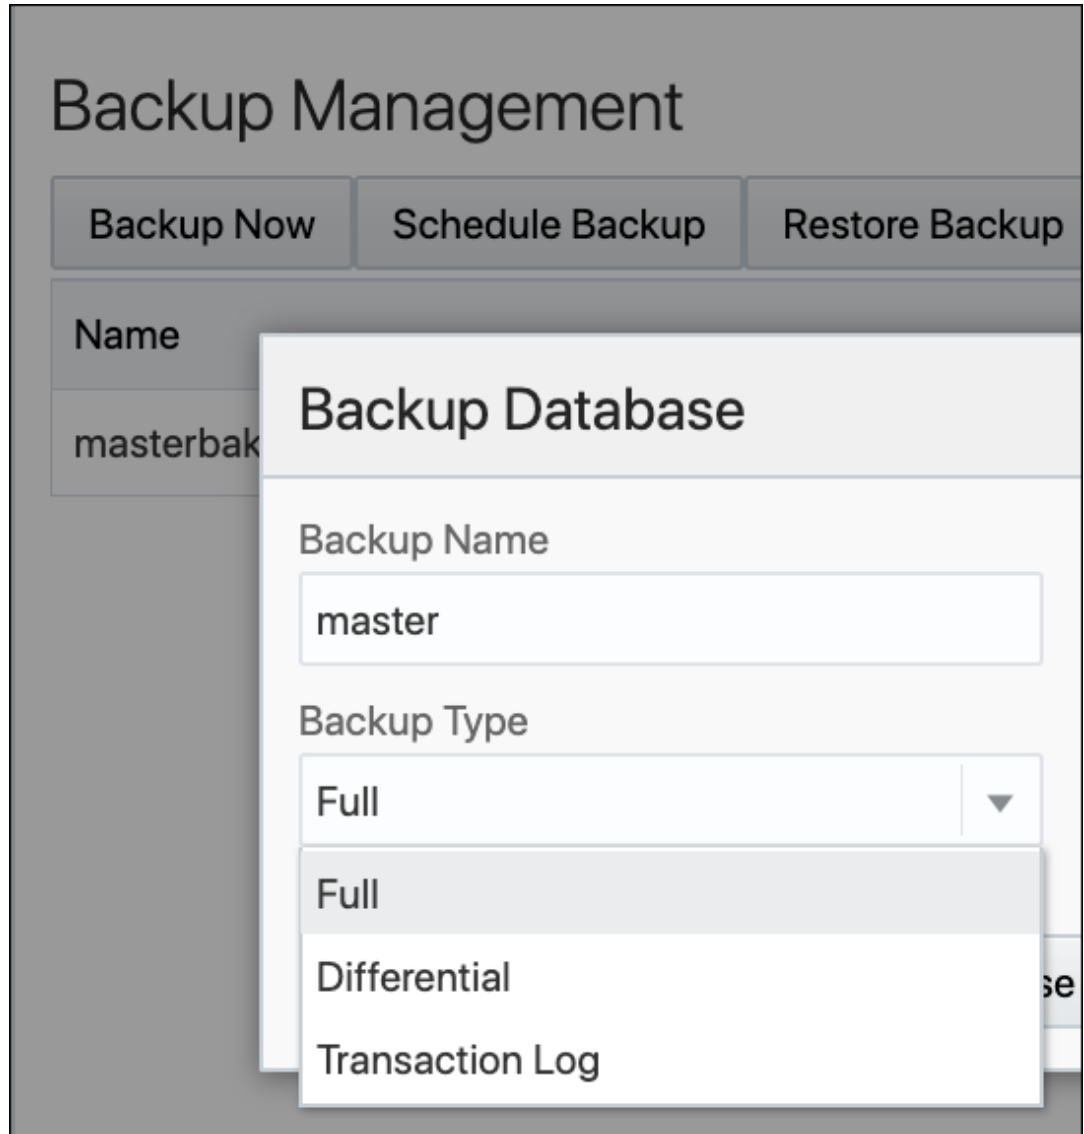 Backup Management
Backup Now Schedule Backup Restore Backup
Name
Backup Database
masterbak
Backup Name
master
Backup Type
Full
Full
Differential
Transaction Log